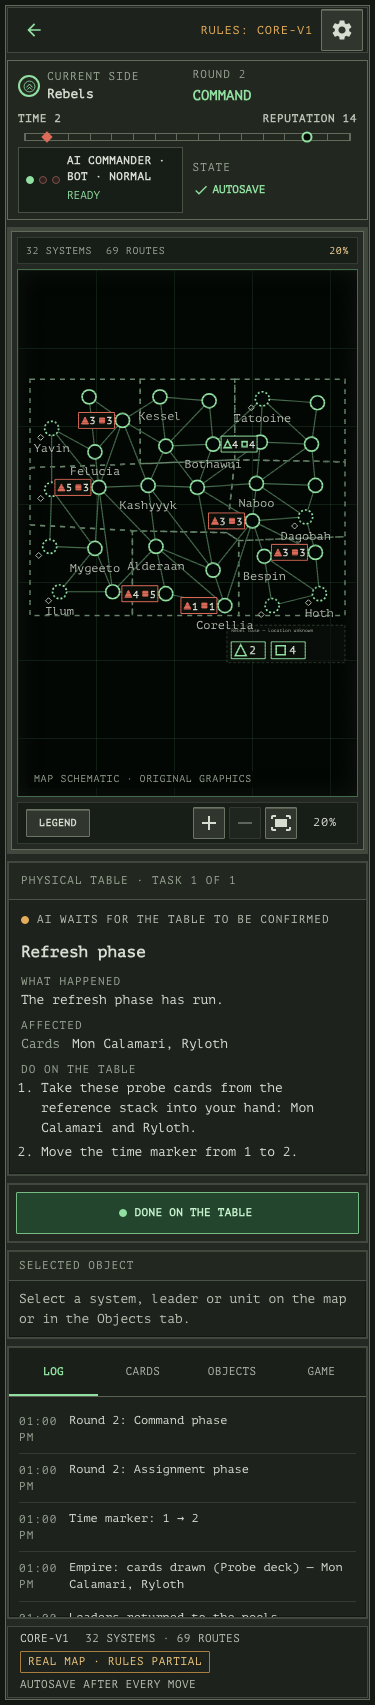 RULES: CORE-V1
CURRENT SIDE
Rebels
ROUND 2
COMMAND
TIME 2
REPUTATION 14
AI COMMANDER ·
BOT · NORMAL
READY
STATE
AUTOSAVE
32 SYSTEMS 69 ROUTES
20%
3 3
Kessel
Tatooine
Yavin
4 4
Bothawui
Felucia
5 3
Kashyyyk
Naboo
3 3
Dagobah
3 3
Mygeeto
Alderaan
Bespin
4 5
Ilum
1 1
Hoth
Corellia
location unknown
2 4
MAP SCHEMATIC · ORIGINAL GRAPHICS
LEGEND
20%
PHYSICAL TABLE · TASK 1 OF 1
AI WAITS FOR THE TABLE TO BE CONFIRMED
Refresh phase
WHAT HAPPENED
The refresh phase has run.
AFFECTED
Cards Mon Calamari, Ryloth
DO ON THE TABLE
1. Take these probe cards from the
reference stack into your hand: Mon
Calamari and Ryloth.
2. Move the time marker from 1 to 2.
DONE ON THE TABLE
SELECTED OBJECT
Select a system, leader or unit on the map
or in the Objects tab.
LOG CARDS OBJECTS GAME
01:00 PM Round 2: Command phase
01:00 PM Round 2: Assignment phase
01:00 PM Time marker: 1 → 2
01:00 PM Empire: cards drawn (Probe deck) — Mon
Calamari, Ryloth
01:00 Leaders returned to the pools
CORE-V1 32 SYSTEMS · 69 ROUTES
REAL MAP · RULES PARTIAL
AUTOSAVE AFTER EVERY MOVE